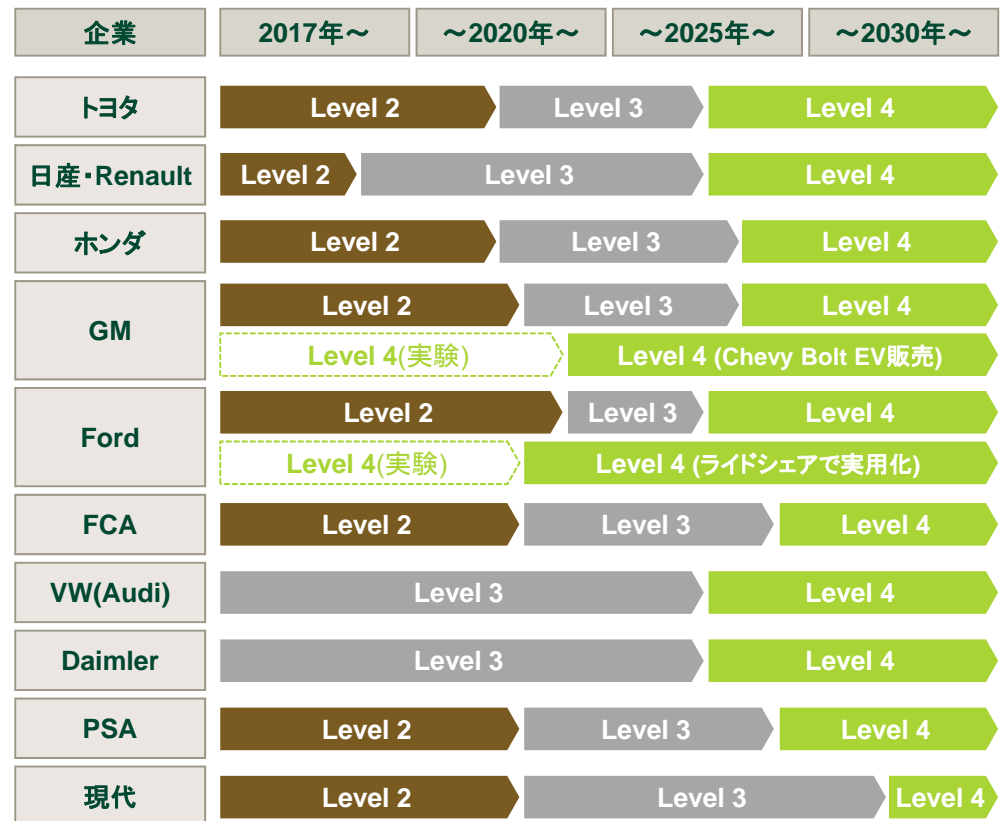 企業 2017年～ ～2020年～ ～2025年～ ～2030年～
トヨタ Level 2 Level 3 Level 4
日産・Renault Level 2 Level 3 Level 4
ホンダ Level 2 Level 3 Level 4
GM Level 2 Level 3 Level 4
Level 4(実験) Level 4 (Chevy Bolt EV販売)
Ford Level 2 Level 3 Level 4
Level 4(実験) Level 4 (ライドシェアで実用化)
FCA Level 2 Level 3 Level 4
VW(Audi) Level 3 Level 4
Daimler Level 3 Level 4
PSA Level 2 Level 3 Level 4
現代 Level 2 Level 3 Level 4